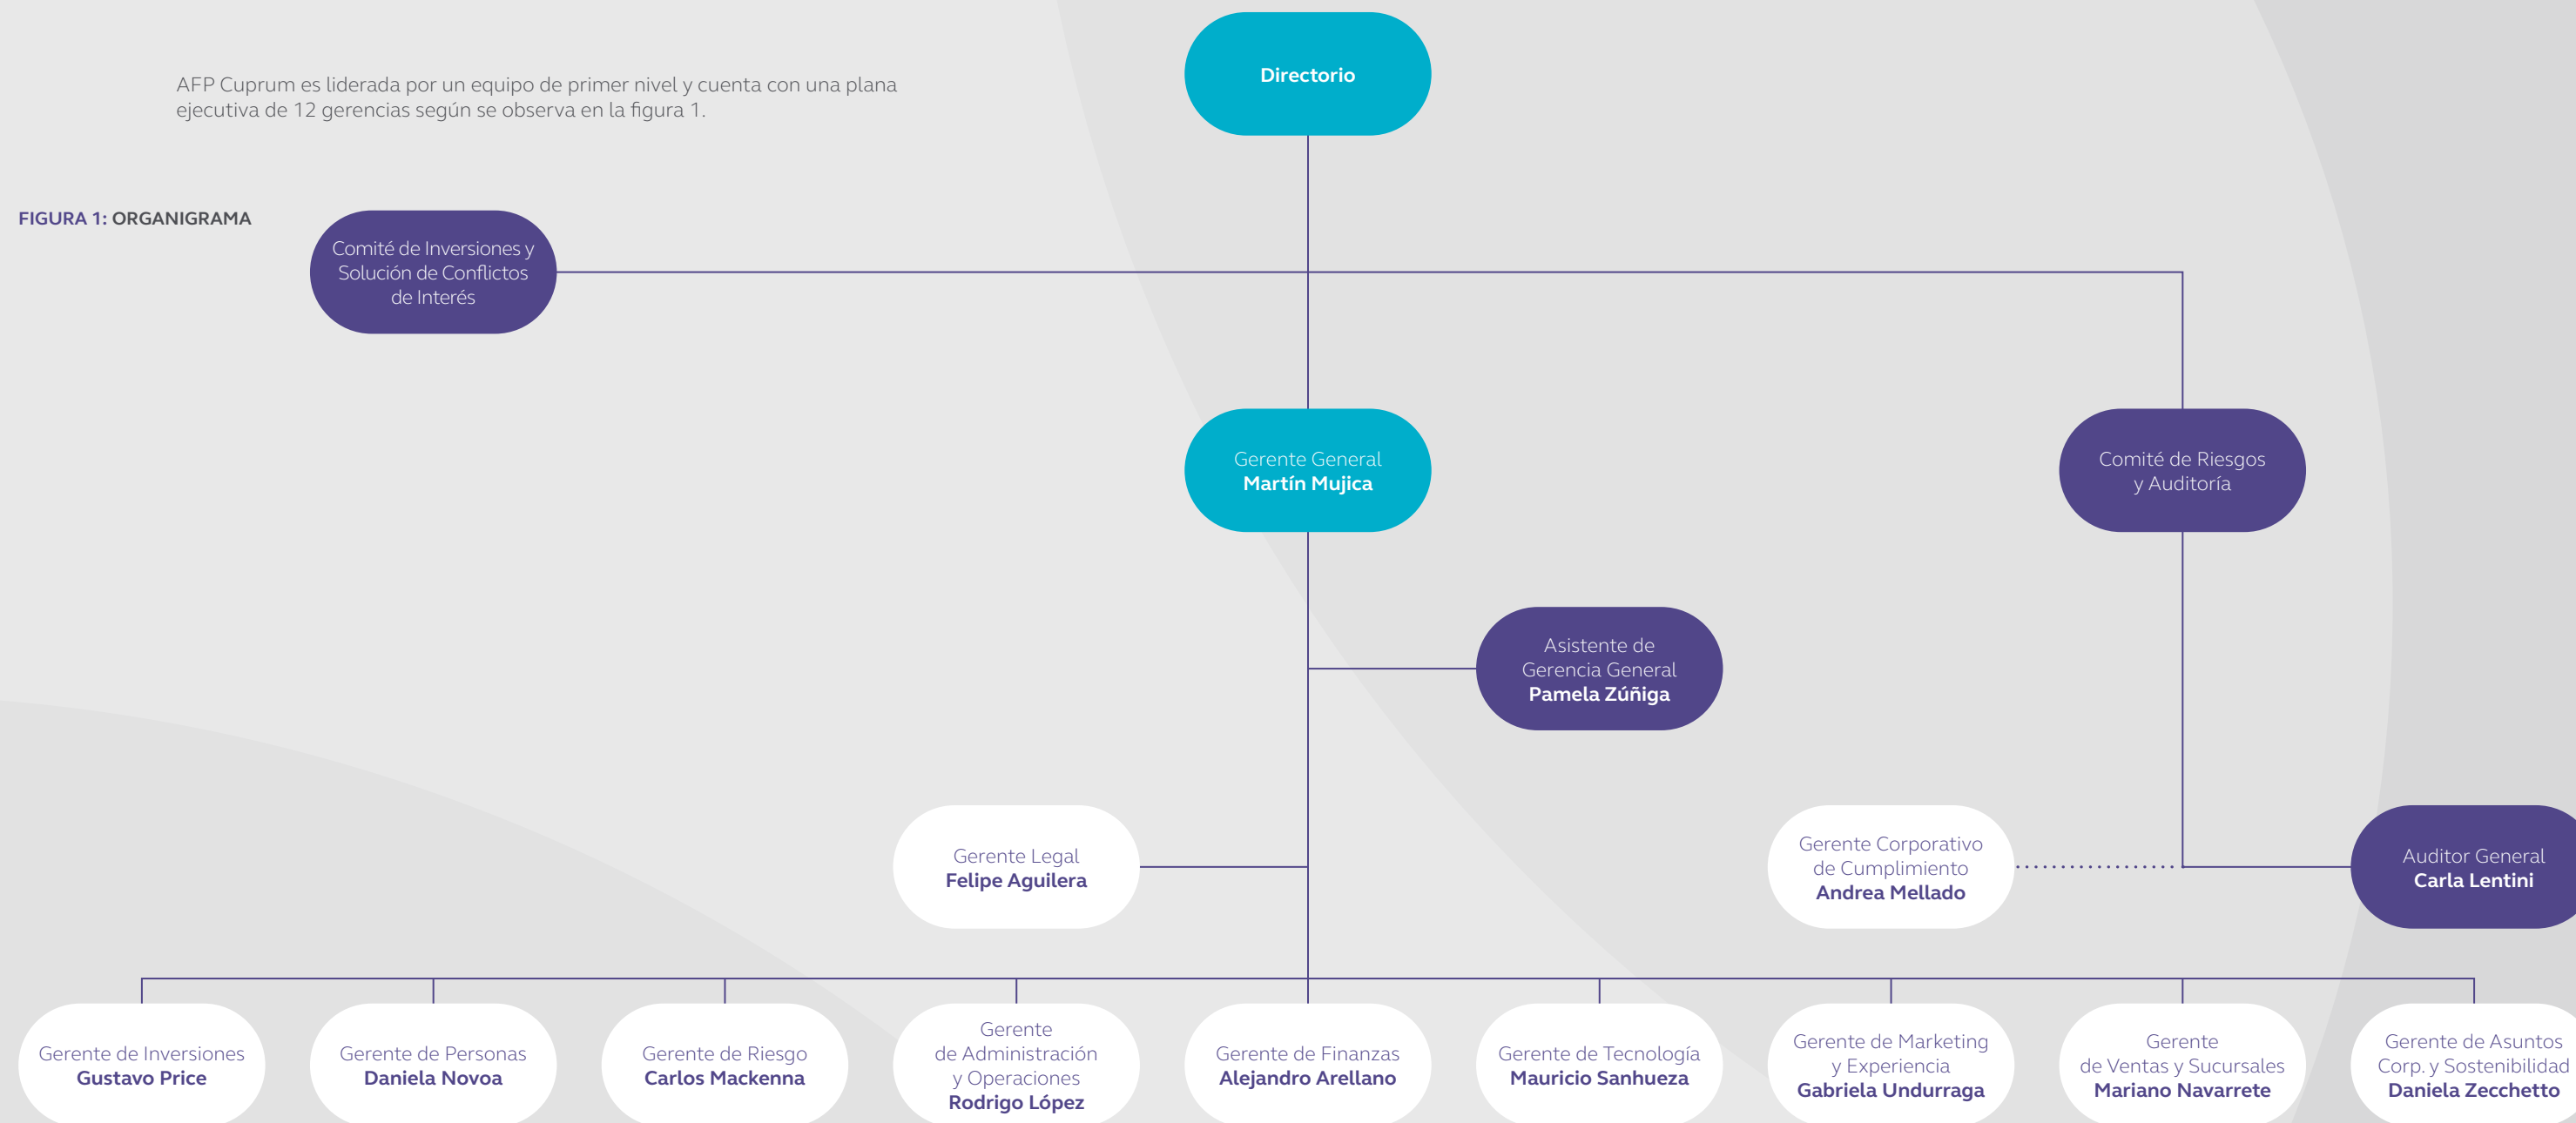 Directorio
AFP Cuprum es liderada por un equipo de primer nivel y cuenta con una plana
ejecutiva de 12 gerencias según se observa en la figura 1.
FIGURA 1: ORGANIGRAMA
Comité de Inversiones y
Solución de Conflictos
de Interés
Gerente General
Martín Mujica
Comité de Riesgos
y Auditoría
Asistente de
Gerencia General
Pamela Zúñiga
Gerente Legal
Felipe Aguilera
Gerente Corporativo
de Cumplimiento
Andrea Mellado
Auditor General
Carla Lentini
Gerente de Inversiones
Gustavo Price
Gerente de Personas
Daniela Novoa
Gerente de Riesgo
Carlos Mackenna
Gerente
de Administración
y Operaciones
Rodrigo López
Gerente de Finanzas
Alejandro Arellano
Gerente de Tecnología
Mauricio Sanhueza
Gerente de Marketing
y Experiencia
Gabriela Undurraga
Gerente
de Ventas y Sucursales
Mariano Navarrete
Gerente de Asuntos
Corp. y Sostenibilidad
Daniela Zecchetto